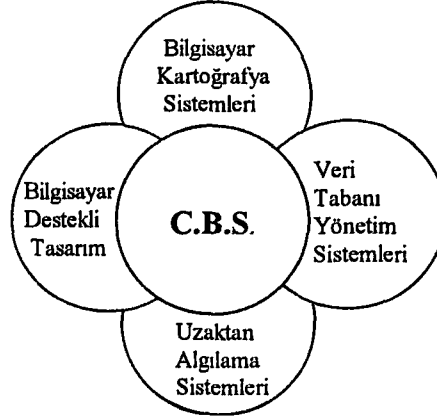 Bilgisayar
Kartoğrafya
Sistemleri
Bilgisayar
Destekli
Tasarım
C.B.S.
Veri
Tabanı
Yönetim
Sistemleri
Uzaktan
Algılama
Sistemleri